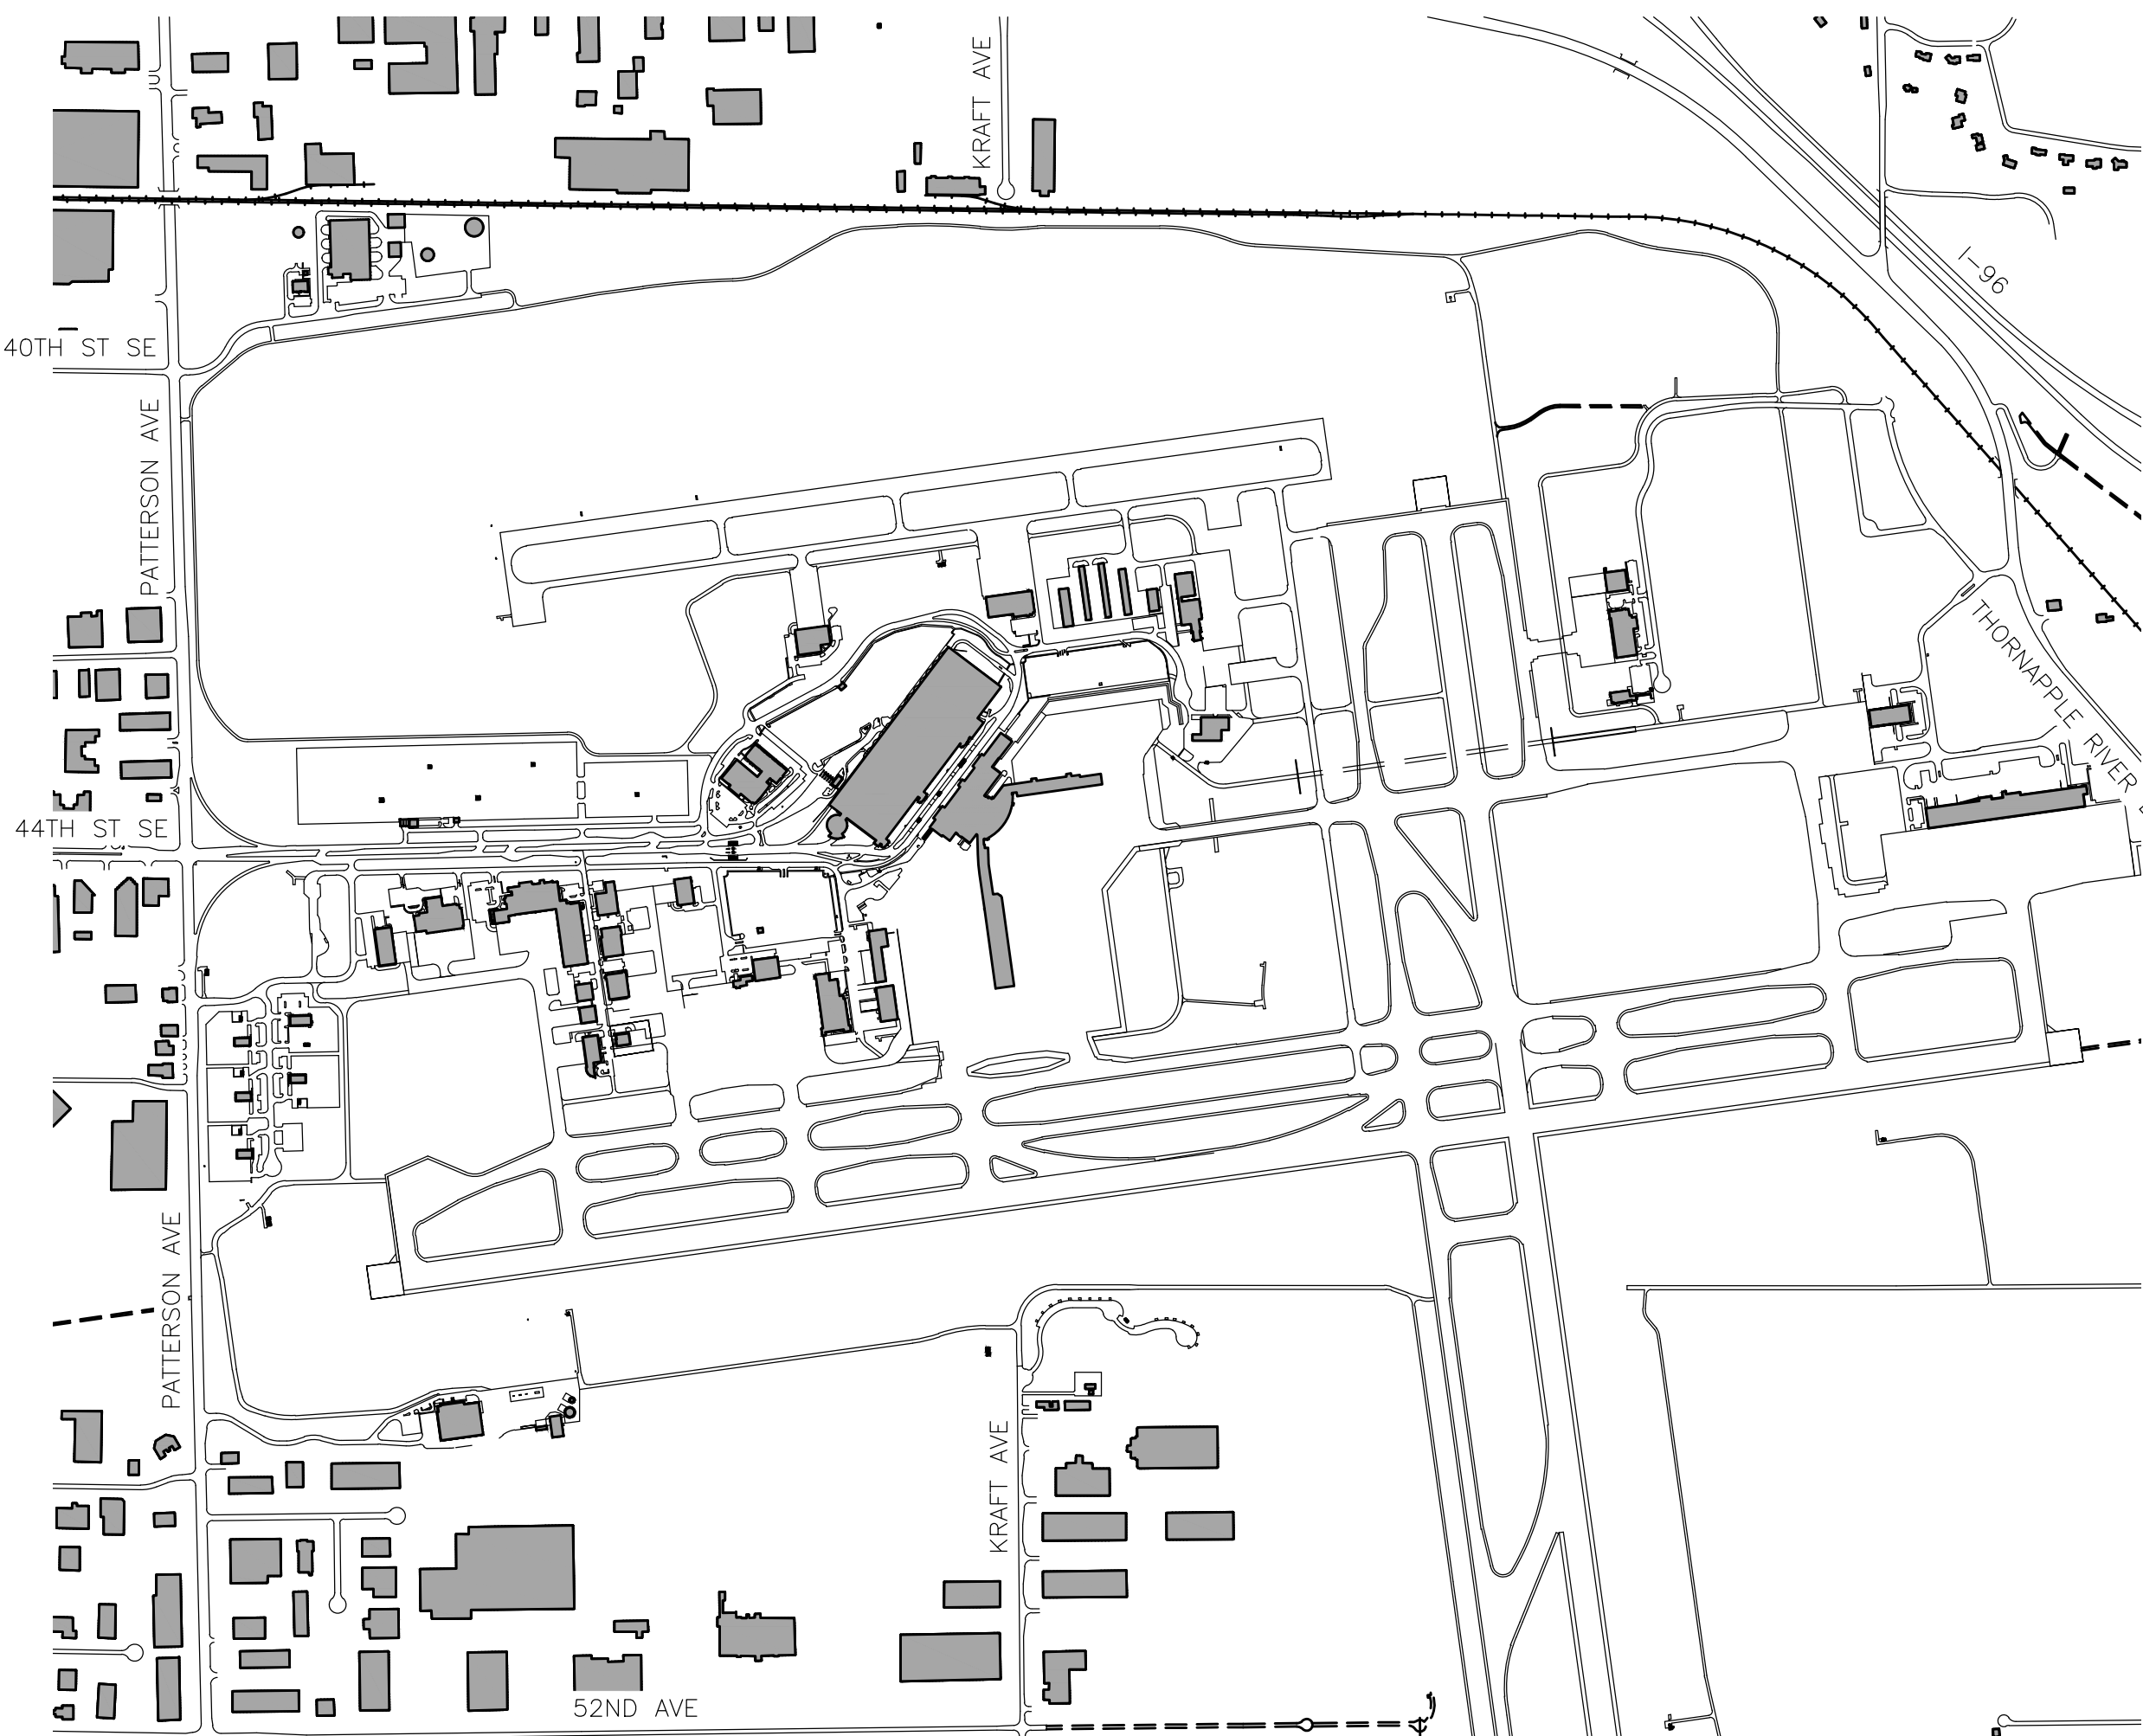 KRAFT AVE
I-96
40TH ST SE
PATTERSON AVE
THORNAPPLE RIVER
44TH ST SE
PATTERSON AVE
KRAFT AVE
52ND AVE